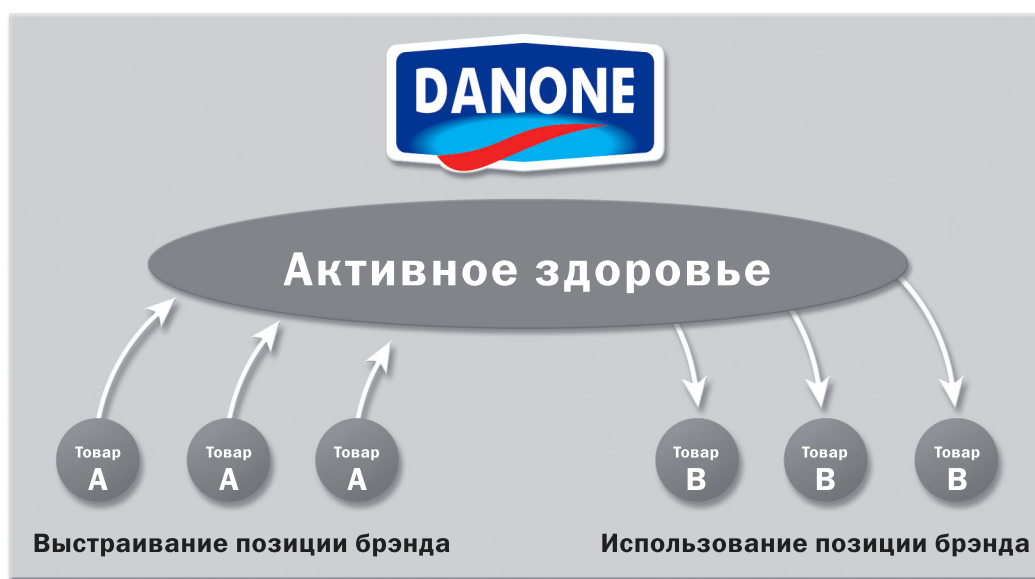 DANONE
Активное здоровье
Товар
А
Товар
А
Товар
А
Товар
В
Товар
В
Товар
В
Выстраивание позиции брэнда
Использование позиции брэнда